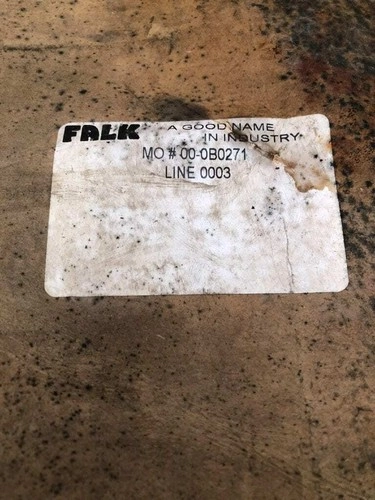 FALK A GOOD NAME
IN INDUSTRY
MO # 00-0B0271
LINE 0003